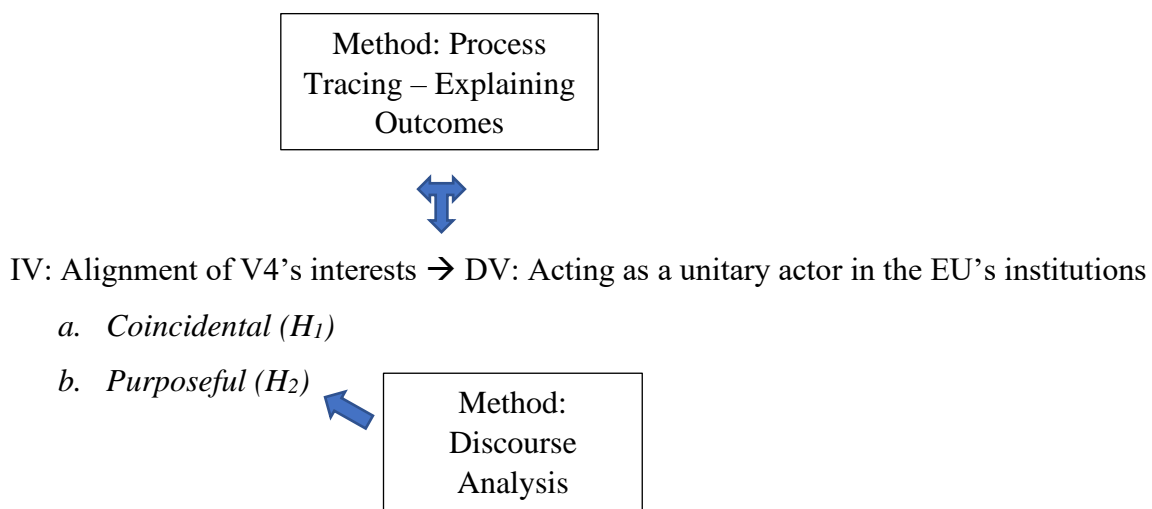 Method: Process
Tracing – Explaining
Outcomes
IV: Alignment of V4's interests → DV: Acting as a unitary actor in the EU's institutions
a. Coincidental (H1)
b. Purposeful (H2)
Method:
Discourse
Analysis